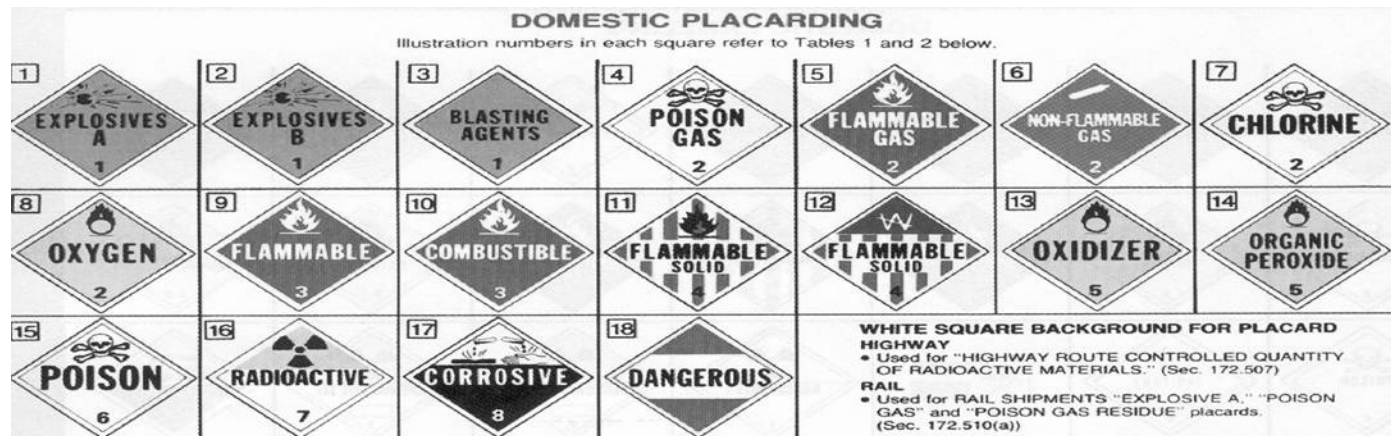 DOMESTIC PLACARDING
Illustration numbers in each square refer to Tables 1 and 2 below.
1
EXPLOSIVES
A
1
2
EXPLOSIVES
B
1
3
BLASTING
AGENTS
1
4
POISON
GAS
2
5
FLAMMABLE
GAS
2
6
NON-FLAMMABLE
GAS
2
7
CHLORINE
2
8
OXYGEN
2
9
FLAMMABLE
3
10
COMBUSTIBLE
3
11
FLAMMABLE
SOLID
4
12
W
FLAMMABLE
SOLID
4
13
OXIDIZER
5
14
ORGANIC
PEROXIDE
5
15
POISON
6
16
RADIOACTIVE
7
17
CORROSIVE
8
18
DANGEROUS
WHITE SQUARE BACKGROUND FOR PLACARD
HIGHWAY
• Used for "HIGHWAY ROUTE CONTROLLED QUANTITY
OF RADIOACTIVE MATERIALS." (Sec. 172.507)
RAIL
• Used for RAIL SHIPMENTS "EXPLOSIVE A," "POISON
GAS" and "POISON GAS RESIDUE" placards.
(Sec. 172.510(a))